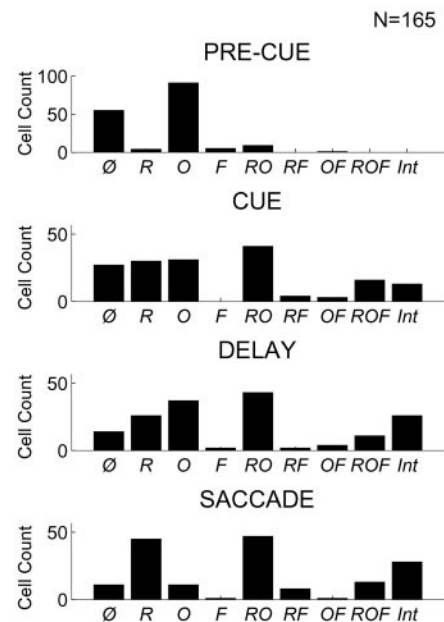 N=165
PRE-CUE
100
50
0
Cell Count
Ø R O F RO RF OF ROF Int
CUE
50
0
Cell Count
Ø R O F RO RF OF ROF Int
DELAY
50
0
Cell Count
Ø R O F RO RF OF ROF Int
SACCADE
50
0
Cell Count
Ø R O F RO RF OF ROF Int